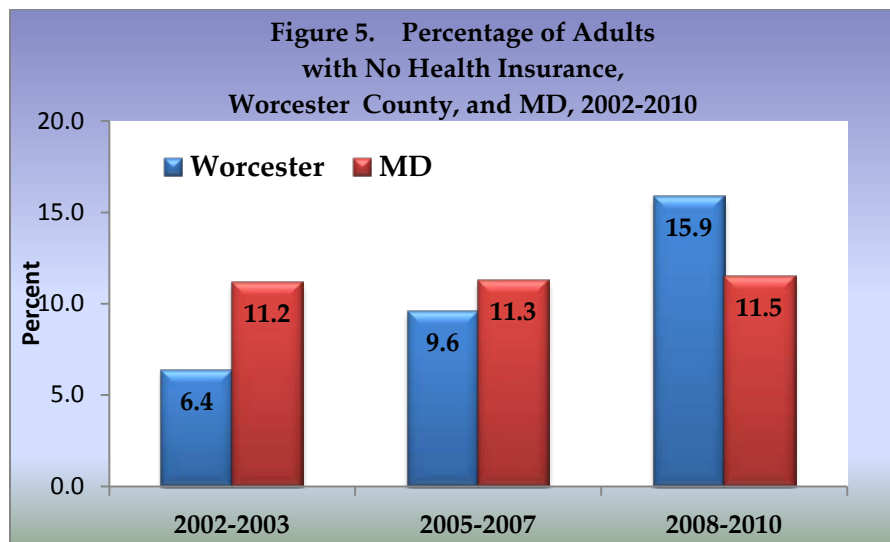 Figure 5. Percentage of Adults
with No Health Insurance,
Worcester County, and MD, 2002-2010
20.0
15.0
10.0
5.0
0.0
Percent
Worcester MD
6.4
11.2
9.6
11.3
15.9
11.5
2002-2003 2005-2007 2008-2010